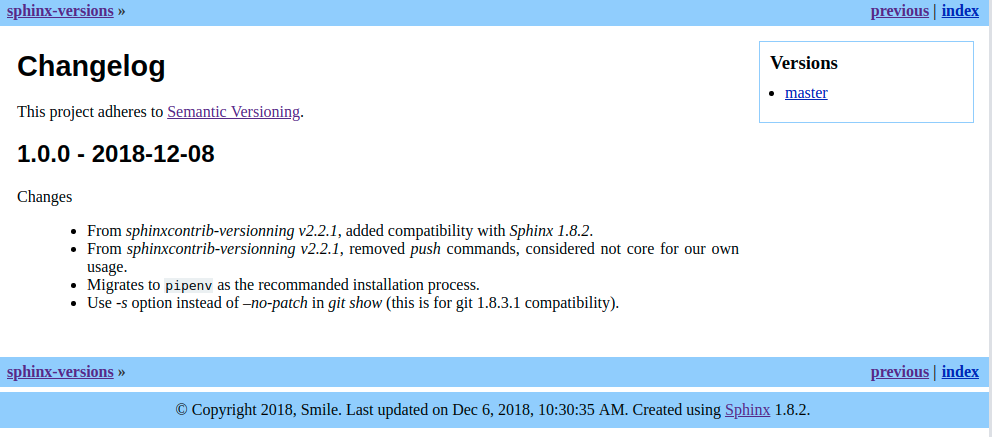 sphinx-versions » previous | index
Changelog
Versions
master
This project adheres to Semantic Versioning.
1.0.0 - 2018-12-08
Changes
From sphinxcontrib-versionning v2.2.1, added compatibility with Sphinx 1.8.2.
From sphinxcontrib-versionning v2.2.1, removed push commands, considered not core for our own
usage.
Migrates to pipenv as the recommanded installation process.
Use -s option instead of –no-patch in git show (this is for git 1.8.3.1 compatibility).
sphinx-versions » previous | index
© Copyright 2018, Smile. Last updated on Dec 6, 2018, 10:30:35 AM. Created using Sphinx 1.8.2.